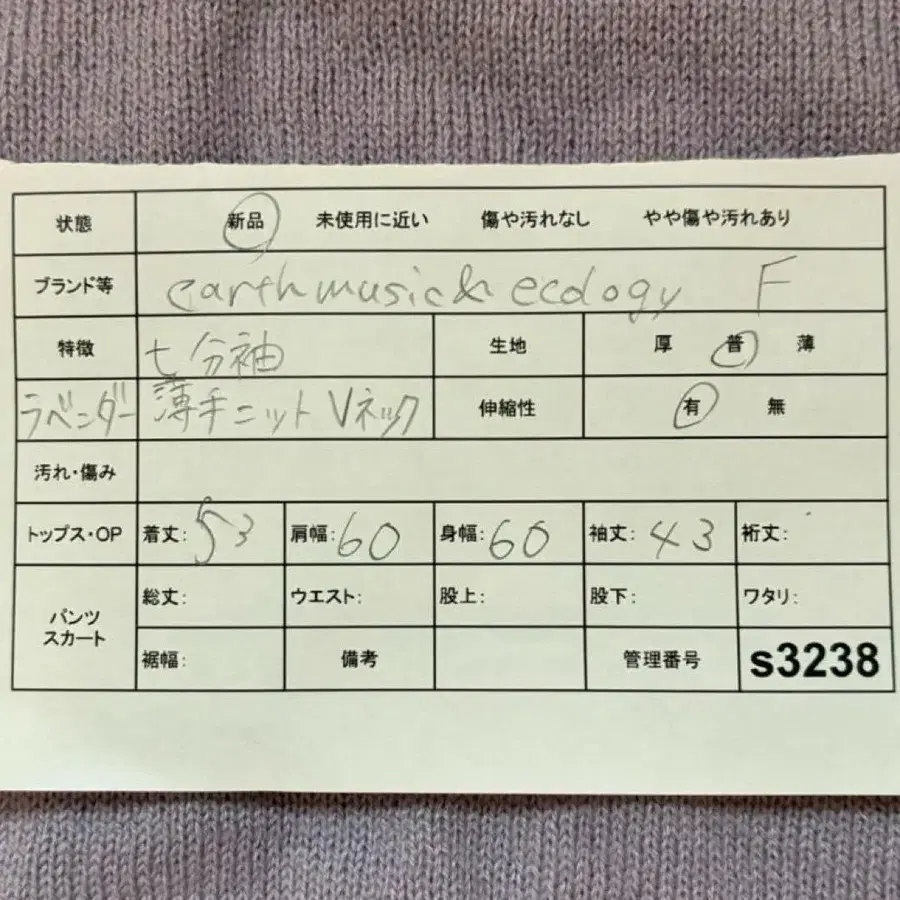 状態 新品 未使用に近い 傷や汚れなし やや傷や汚れあり
ブランド等 earth music & ecology F
特徴 七分袖 生地 厚 普 薄
ラベンダー 薄手ニット Vネック 伸縮性 有 無
汚れ・傷み
トップス・OP 着丈: 53 肩幅: 60 身幅: 60 袖丈: 43 裄丈:
パンツ スカート 総丈: ウエスト: 股上: 股下: ワタリ:
裾幅: 備考 管理番号 s3238